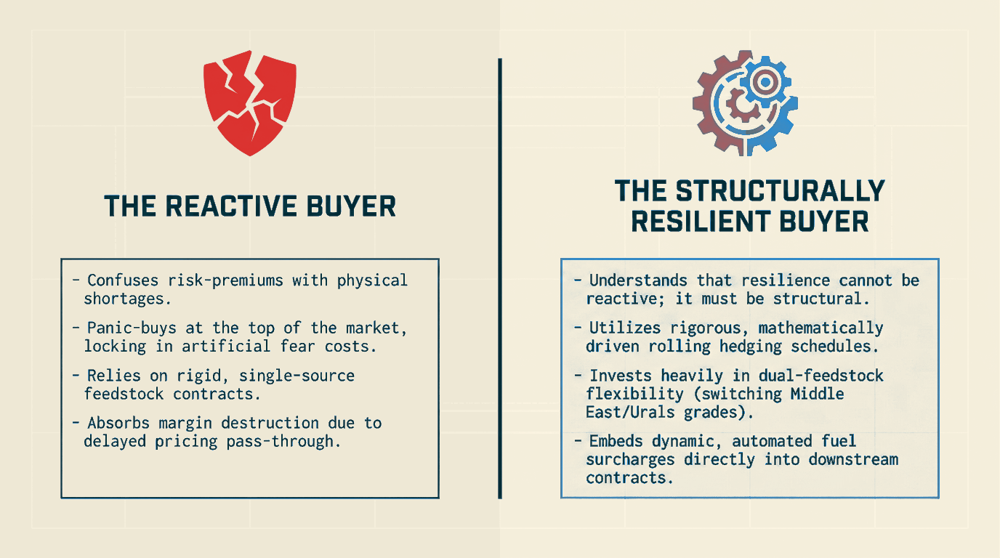 THE REACTIVE BUYER
- Confuses risk-premiums with physical
shortages.
- Panic-buys at the top of the market,
locking in artificial fear costs.
- Relies on rigid, single-source
feedstock contracts.
- Absorbs margin destruction due to
delayed pricing pass-through.
THE STRUCTURALLY
RESILIENT BUYER
- Understands that resilience cannot be
reactive; it must be structural.
- Utilizes rigorous, mathematically
driven rolling hedging schedules.
- Invests heavily in dual-feedstock
flexibility (switching Middle
East/Urals grades).
- Embeds dynamic, automated fuel
surcharges directly into downstream
contracts.